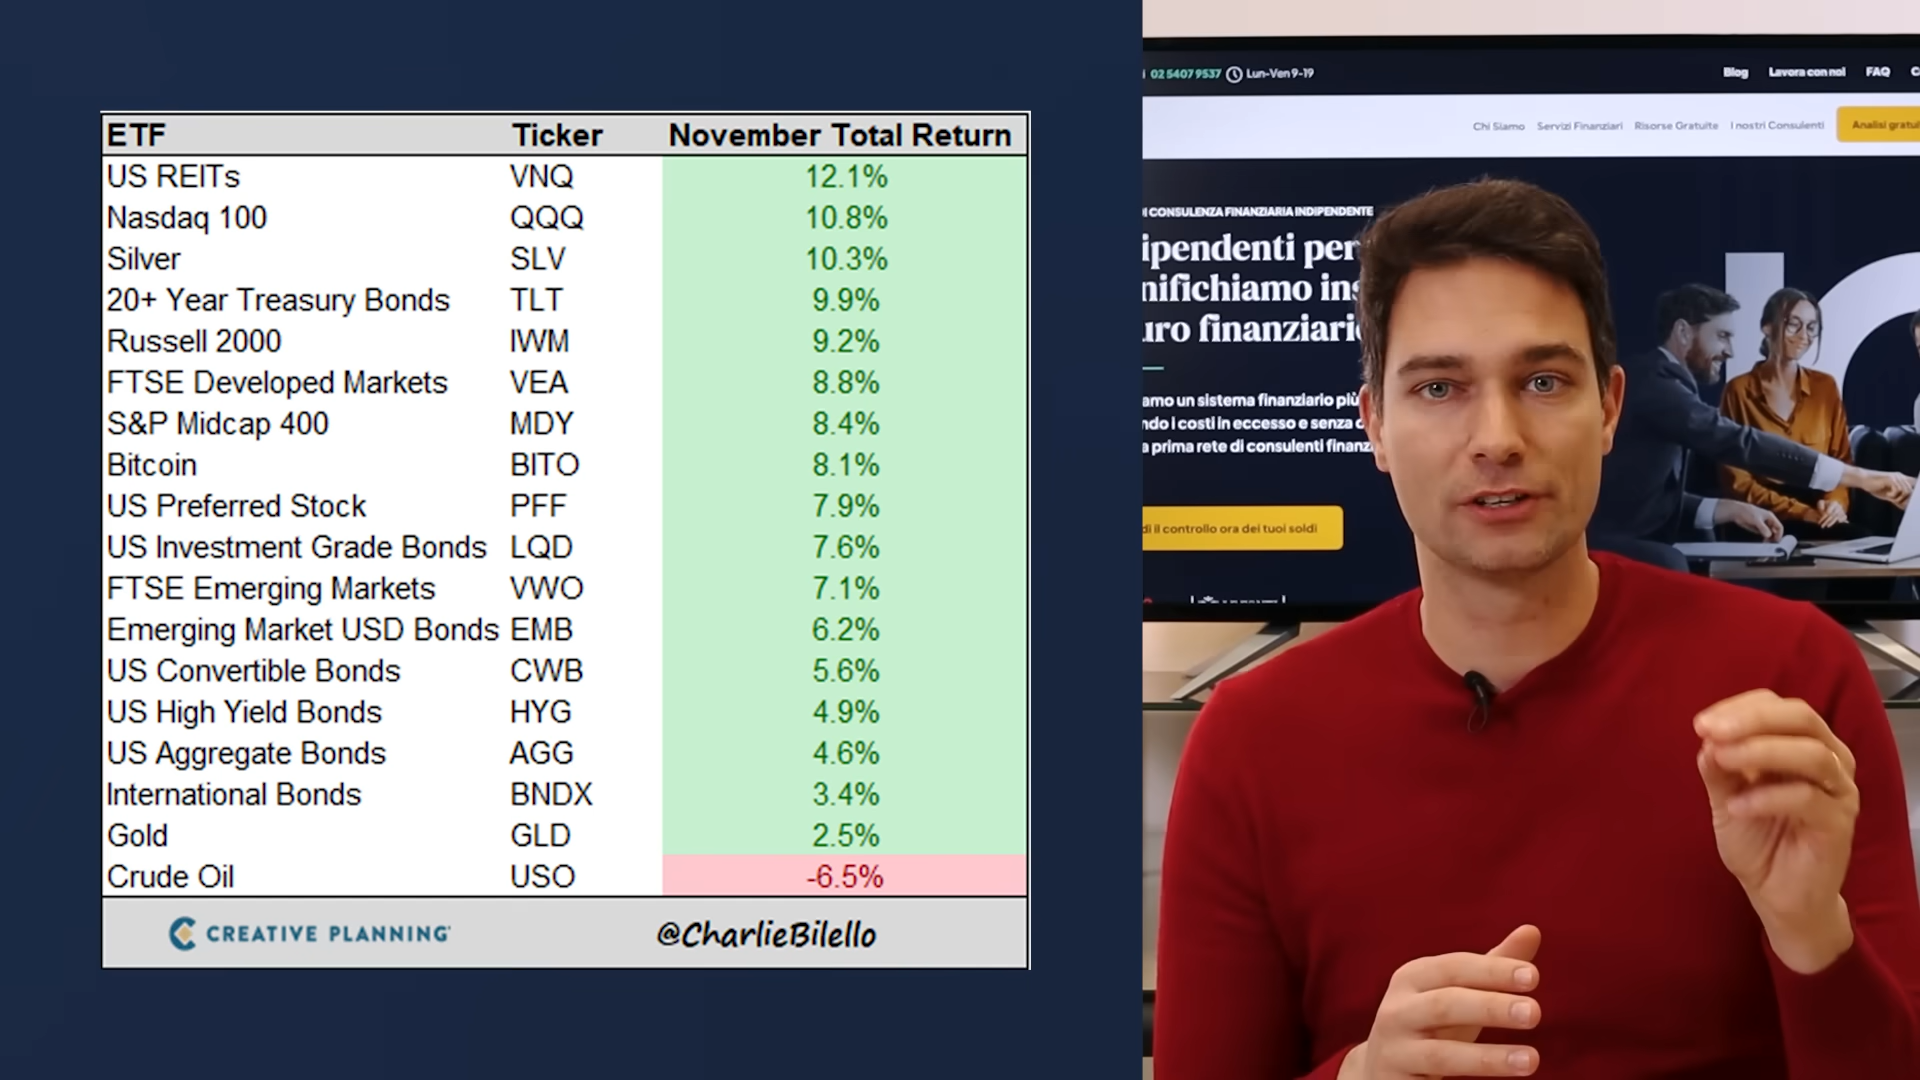 ETF Ticker November Total Return
US REITs VNQ 12.1%
Nasdaq 100 QQQ 10.8%
Silver SLV 10.3%
20+ Year Treasury Bonds TLT 9.9%
Russell 2000 IWM 9.2%
FTSE Developed Markets VEA 8.8%
S&P Midcap 400 MDY 8.4%
Bitcoin BITO 8.1%
US Preferred Stock PFF 7.9%
US Investment Grade Bonds LQD 7.6%
FTSE Emerging Markets VWO 7.1%
Emerging Market USD Bonds EMB 6.2%
US Convertible Bonds CWB 5.6%
US High Yield Bonds HYG 4.9%
US Aggregate Bonds AGG 4.6%
International Bonds BNDX 3.4%
Gold GLD 2.5%
Crude Oil USO -6.5%
CREATIVE PLANNING @CharlieBilello
02 5407 9537 Lun-Ven 9-19
Blog Lavora con noi FAQ
Chi Siamo Servizi Finanziari Risorse Gratuite I nostri Consulenti Analisi
CONSULENZA FINANZIARIA INDIPENDENTE
ipendenti per
nifichiamo ins
uro finanziari
amo un sistema finanziario più
ndo i costi in eccesso e senza
a prima rete di consulenti finanz
il controllo ora dei tuoi soldi